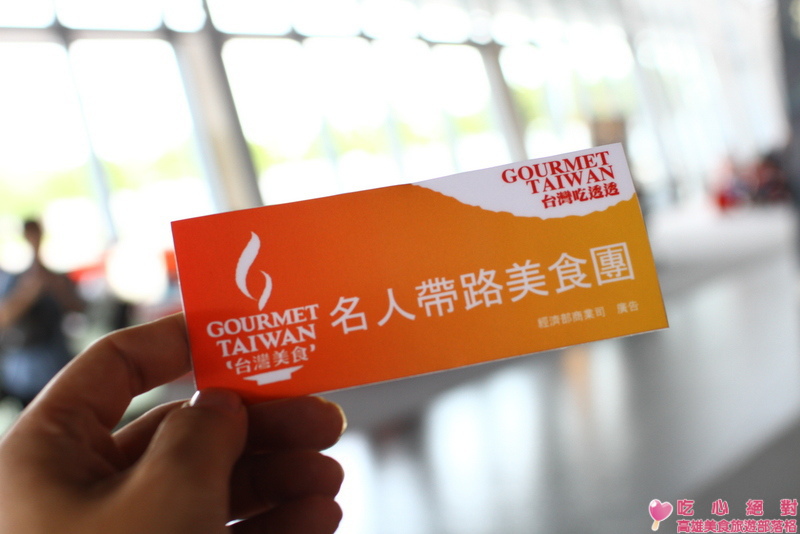 GOURMET
TAIWAN
台灣吃透透
GOURMET
TAIWAN
台灣美食
名人帶路美食團
經濟部商業司 廣告
吃心絕對
高雄美食旅遊部落格